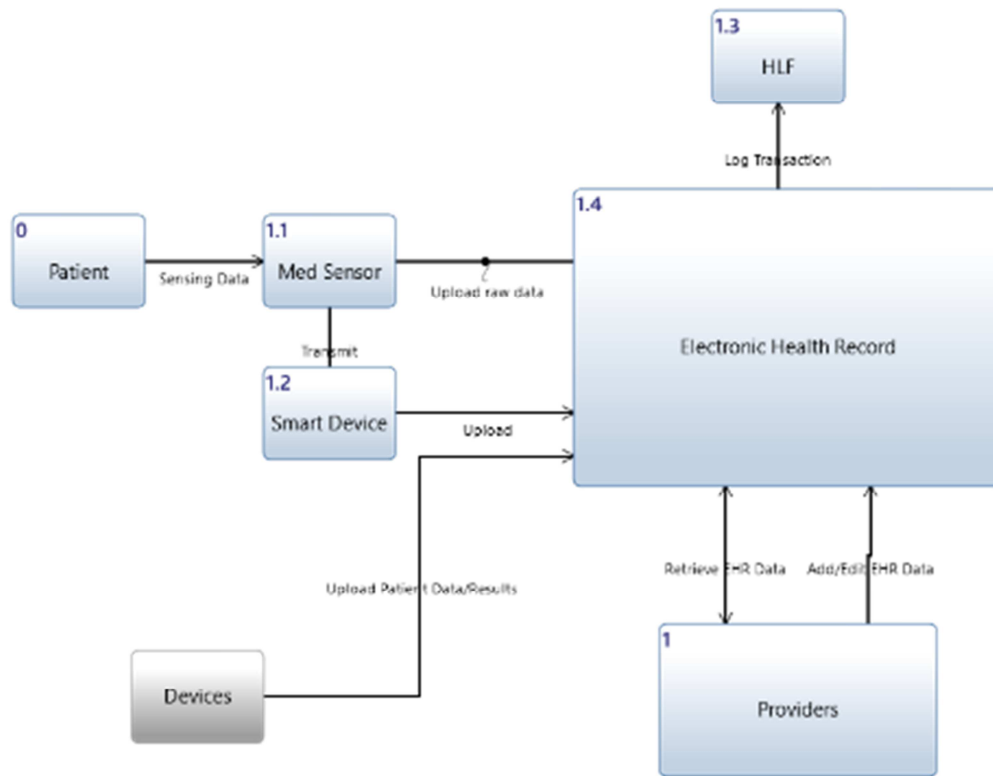 1.3
HLF
Log Transaction
1.4
Electronic Health Record
0
Patient
Sensing Data
1.1
Med Sensor
Upload raw data
Transmit
1.2
Smart Device
Upload
Upload Patient Data/Results
Retrieve EHR Data
Add/Edit EHR Data
Devices
1
Providers